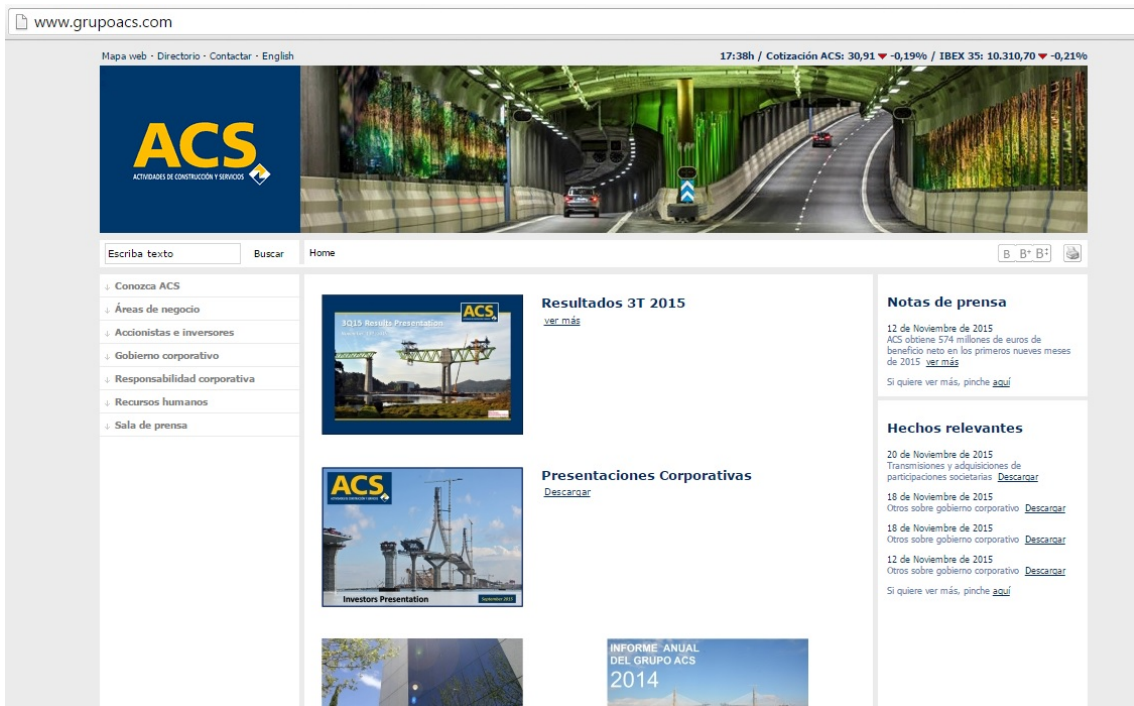 www.grupoacs.com
Mapa web · Directorio · Contactar · English
17:38h / Cotización ACS: 30,91 ▼ -0,19% / IBEX 35: 10.310,70 ▼ -0,21%
ACS
ACTIVIDADES DE CONSTRUCCIÓN Y SERVICIOS
Escriba texto
Buscar
Home
B B+ B‡
Conozca ACS
Áreas de negocio
Accionistas e inversores
Gobierno corporativo
Responsabilidad corporativa
Recursos humanos
Sala de prensa
ACS
3Q15 Results Presentation
Resultados 3T 2015
ver más
ACS
Investors Presentation
September 2015
Presentaciones Corporativas
Descargar
INFORME ANUAL
DEL GRUPO ACS
2014
Notas de prensa
12 de Noviembre de 2015
ACS obtiene 574 millones de euros de
beneficio neto en los primeros nueve meses
de 2015 ver más
Si quiere ver más, pinche aquí
Hechos relevantes
20 de Noviembre de 2015
Transmisiones y adquisiciones de
participaciones societarias Descargar
18 de Noviembre de 2015
Otros sobre gobierno corporativo Descargar
18 de Noviembre de 2015
Otros sobre gobierno corporativo Descargar
12 de Noviembre de 2015
Otros sobre gobierno corporativo Descargar
Si quiere ver más, pinche aquí